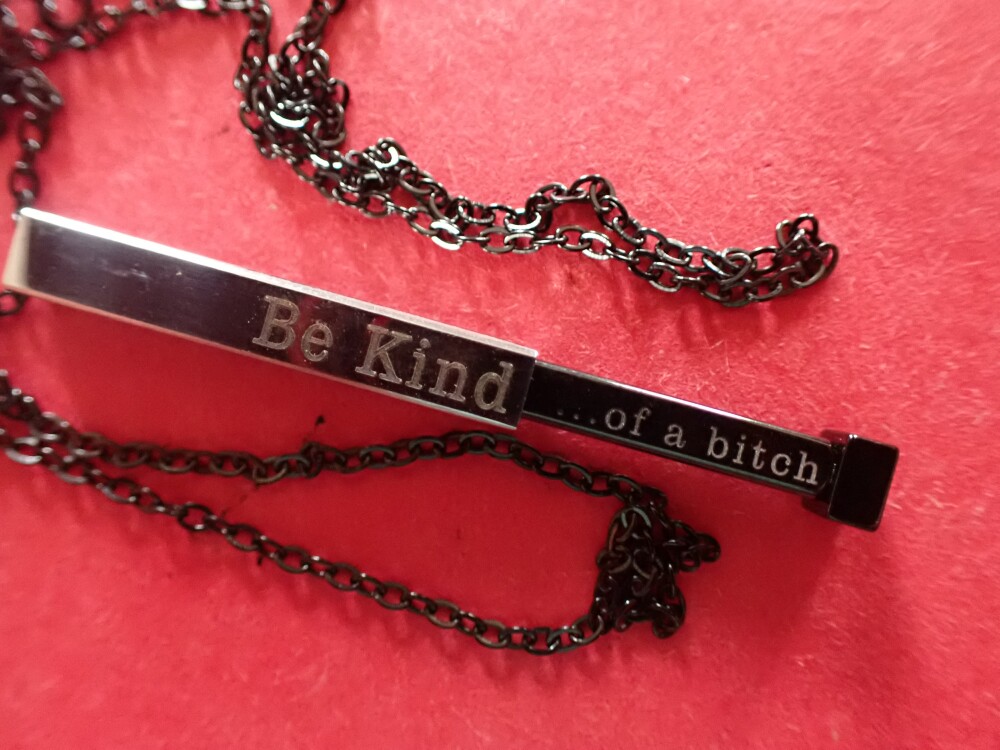 Be Kind
...of a bitch